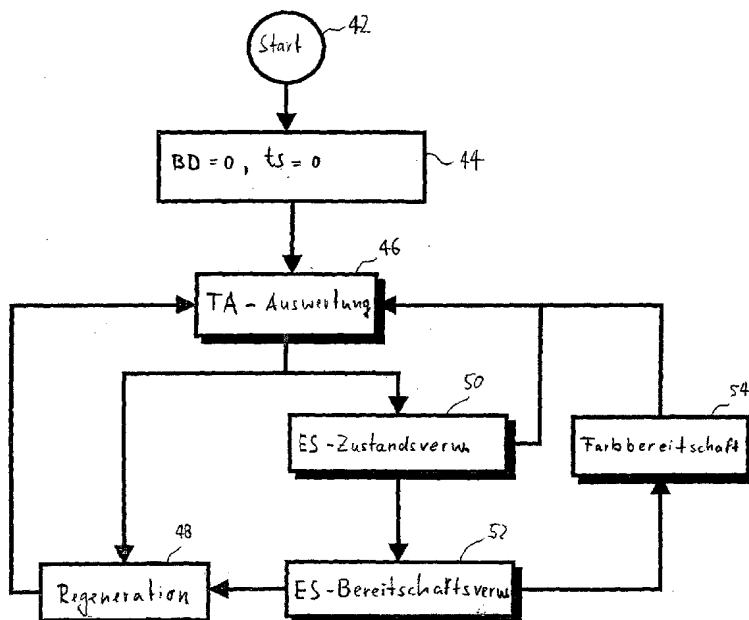 42
Start
BD = 0, ts = 0
44
46
TA - Auswertung
50
54
ES - Zustandsverw
Farbbereitschaft
48
52
Regeneration
ES - Bereitschaftsverw